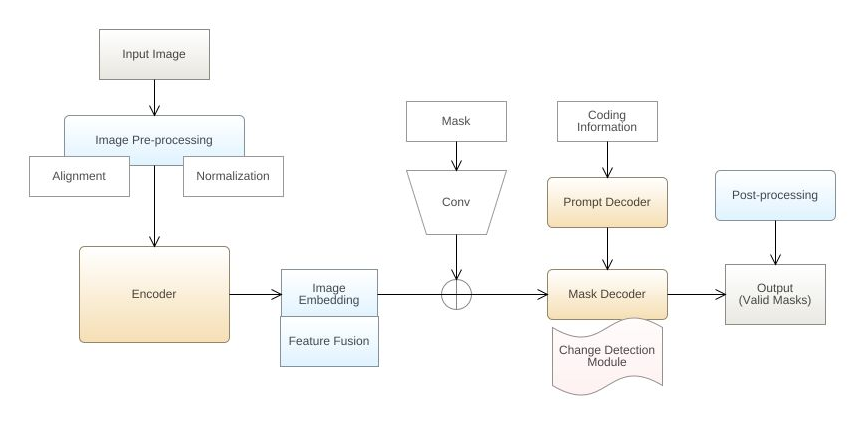 Input Image
Image Pre-processing
Alignment
Normalization
Encoder
Image
Embedding
Feature Fusion
Mask
Conv
Coding
Information
Prompt Decoder
Mask Decoder
Change Detection
Module
Post-processing
Output
(Valid Masks)